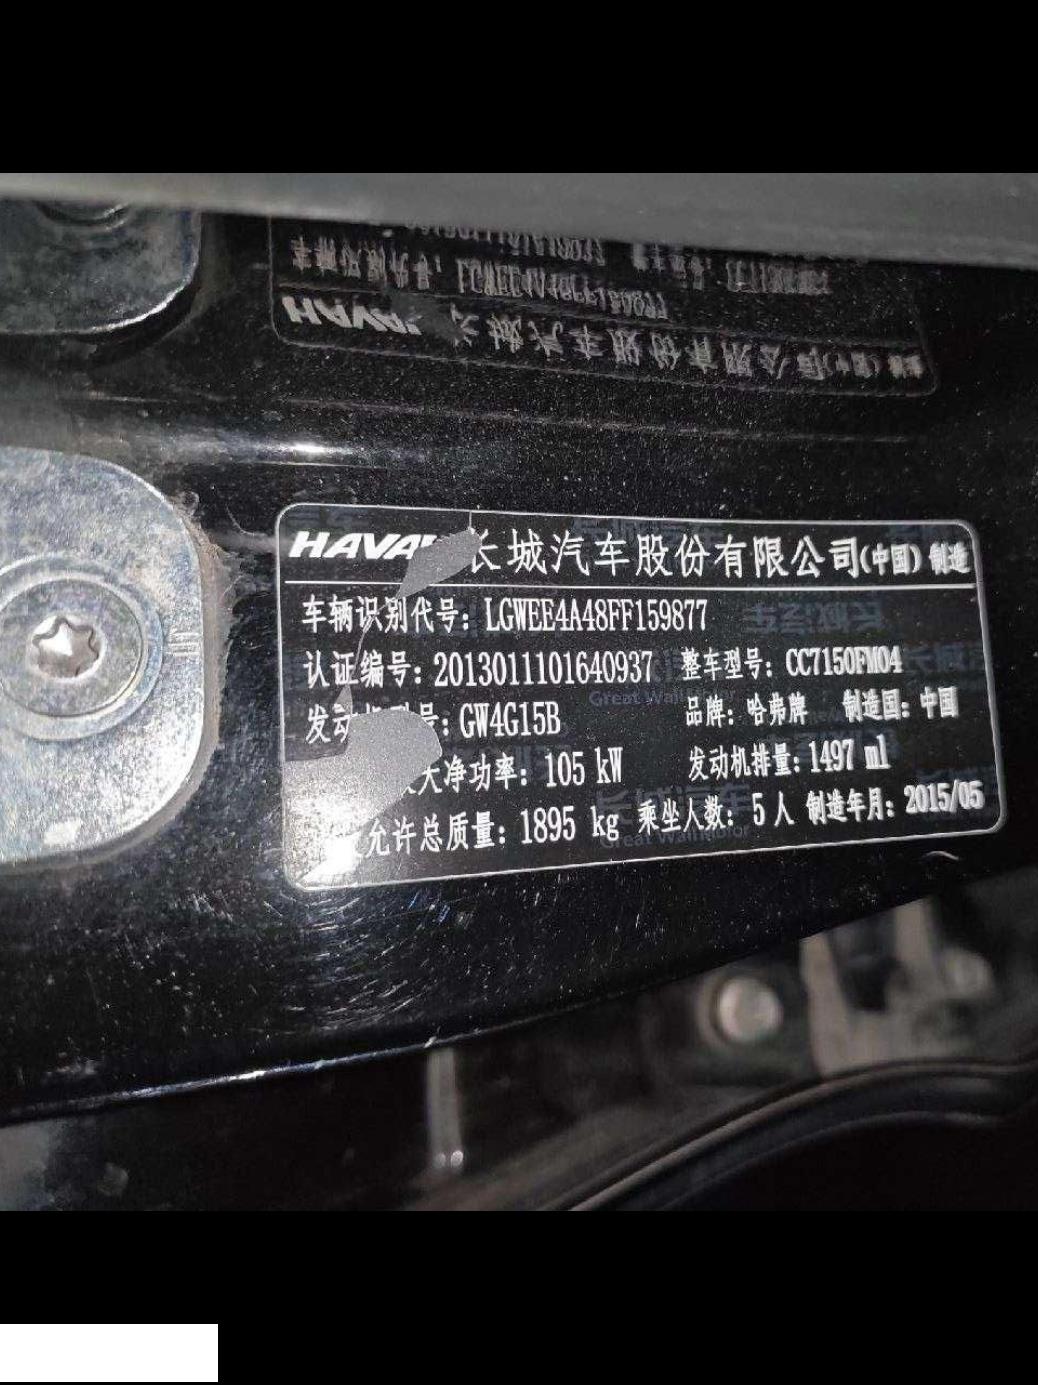 HAVAL 长城汽车股份有限公司(中国)制造
车辆识别代号：LGWEE4A48FF159877
认证编号：2013011101640937 整车型号：CC7150FM04
发动机型号：GW4G15B 品牌：哈弗牌 制造国：中国
大净功率：105 kW 发动机排量：1497 ml
允许总质量：1895 kg 乘坐人数：5人 制造年月：2015/05